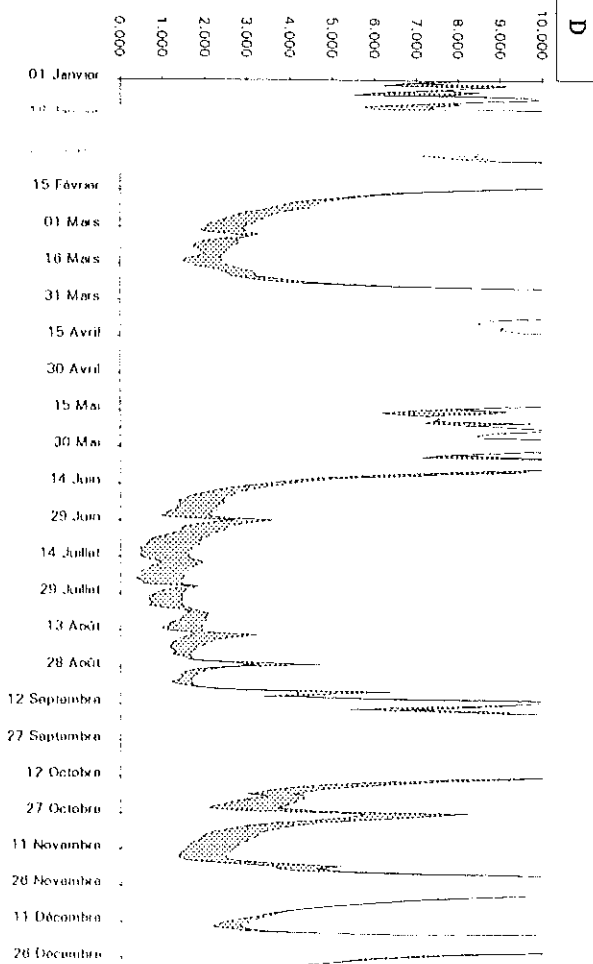 D
10.000
9.000
8.000
7.000
6.000
5.000
4.000
3.000
2.000
1.000
0.000
01 Janvier
15 Février
01 Mars
16 Mars
31 Mars
15 Avril
30 Avril
15 Mai
30 Mai
14 Juin
29 Juin
14 Juillet
29 Juillet
13 Août
28 Août
12 Septembre
27 Septembre
12 Octobre
27 Octobre
11 Novembre
26 Novembre
11 Décembre
26 Décembre